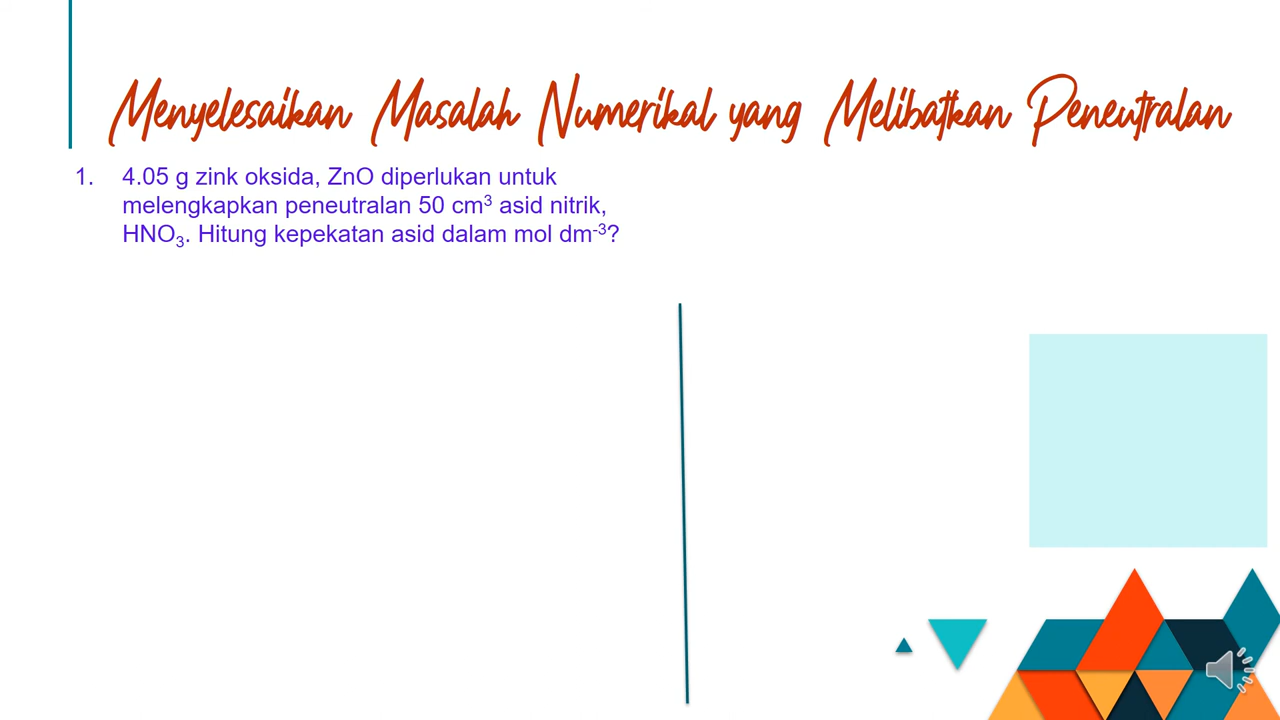 Menyelesaikan Masalah Numerikal yang Melibatkan Peneutralan
1. 4.05 g zink oksida, ZnO diperlukan untuk
melengkapkan peneutralan 50 cm³ asid nitrik,
HNO₃. Hitung kepekatan asid dalam mol dm⁻³?